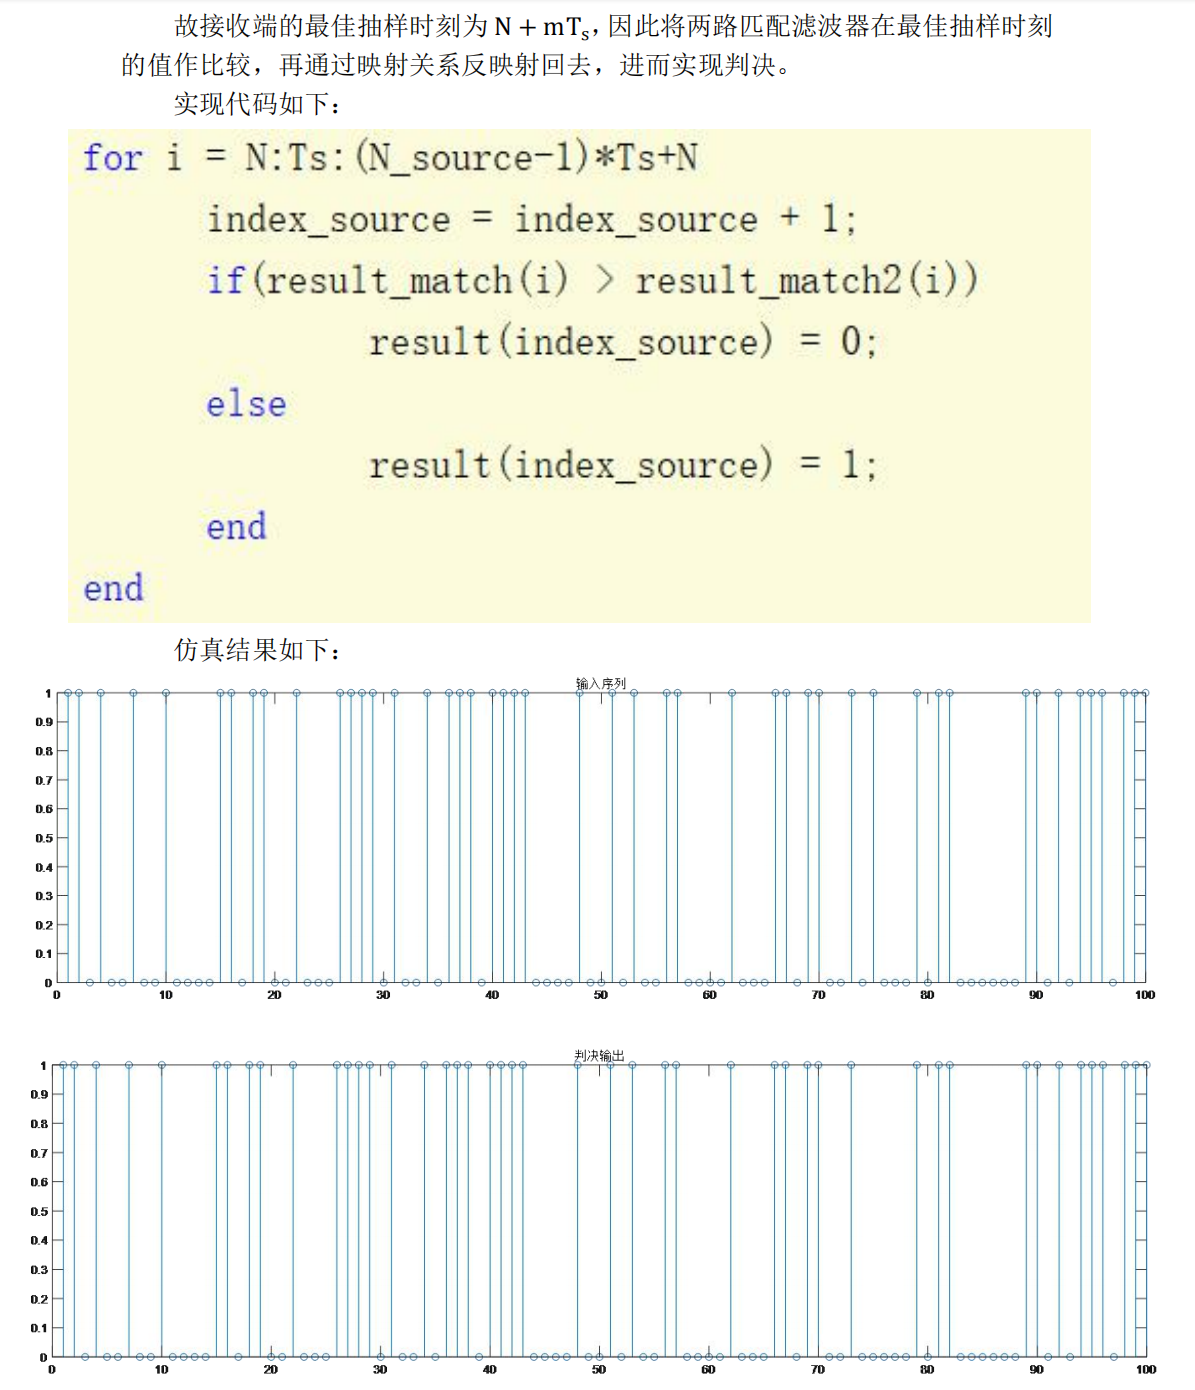 故接收端的最佳抽样时刻为 N + mTs，因此将两路匹配滤波器在最佳抽样时刻
的值作比较，再通过映射关系反映射回去，进而实现判决。
实现代码如下：
for i = N:Ts:(N_source-1)*Ts+N
index_source = index_source + 1;
if(result_match(i) > result_match2(i))
result(index_source) = 0;
else
result(index_source) = 1;
end
end
仿真结果如下：
输入序列
1
0.9
0.8
0.7
0.6
0.5
0.4
0.3
0.2
0.1
0
0 10 20 30 40 50 60 70 80 90 100
判决输出
1
0.9
0.8
0.7
0.6
0.5
0.4
0.3
0.2
0.1
0
0 10 20 30 40 50 60 70 80 90 100